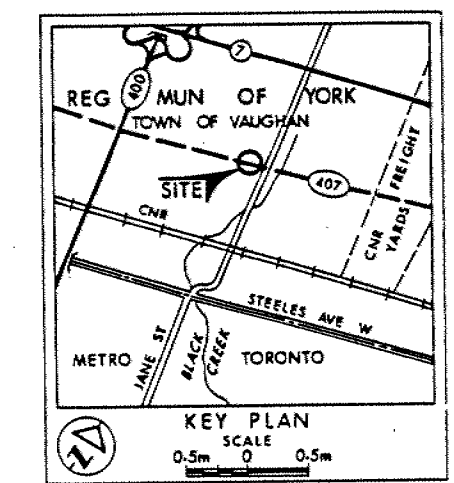 7
400
REG MUN OF YORK
TOWN OF VAUGHAN
SITE
407
CNR
CNR YARDS FREIGHT
STEELES AVE W
METRO TORONTO
JANE ST
BLACK CREEK
KEY PLAN
SCALE
0.5m 0 0.5m
Z